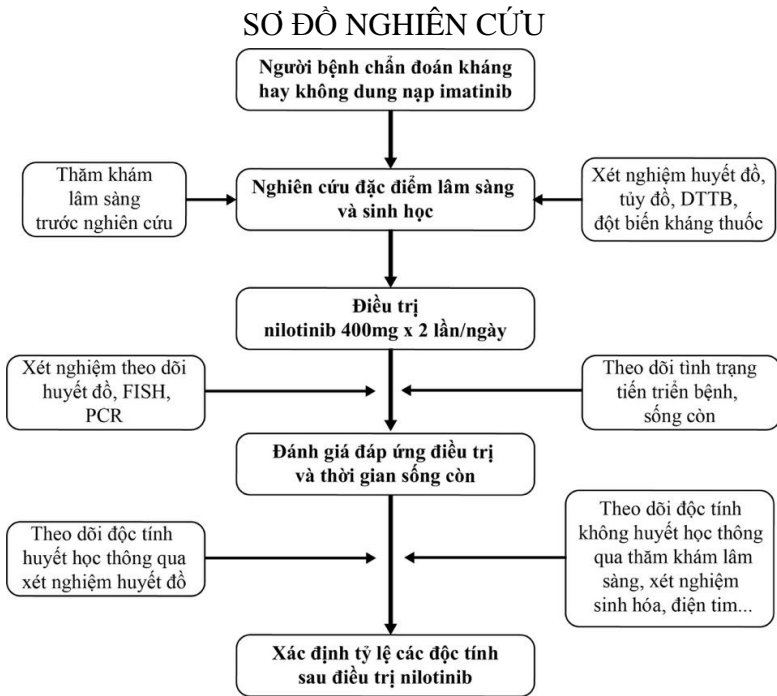 SƠ ĐỒ NGHIÊN CỨU
Người bệnh chẩn đoán kháng
hay không dung nạp imatinib
Thăm khám
lâm sàng
trước nghiên cứu
Nghiên cứu đặc điểm lâm sàng
và sinh học
Xét nghiệm huyết đồ,
tủy đồ, DTTB,
đột biến kháng thuốc
Điều trị
nilotinib 400mg x 2 lần/ngày
Xét nghiệm theo dõi
huyết đồ, FISH,
PCR
Theo dõi tình trạng
tiến triển bệnh,
sống còn
Đánh giá đáp ứng điều trị
và thời gian sống còn
Theo dõi độc tính
huyết học thông qua
xét nghiệm huyết đồ
Theo dõi độc tính
không huyết học thông
qua thăm khám lâm
sàng, xét nghiệm
sinh hóa, điện tim...
Xác định tỷ lệ các độc tính
sau điều trị nilotinib